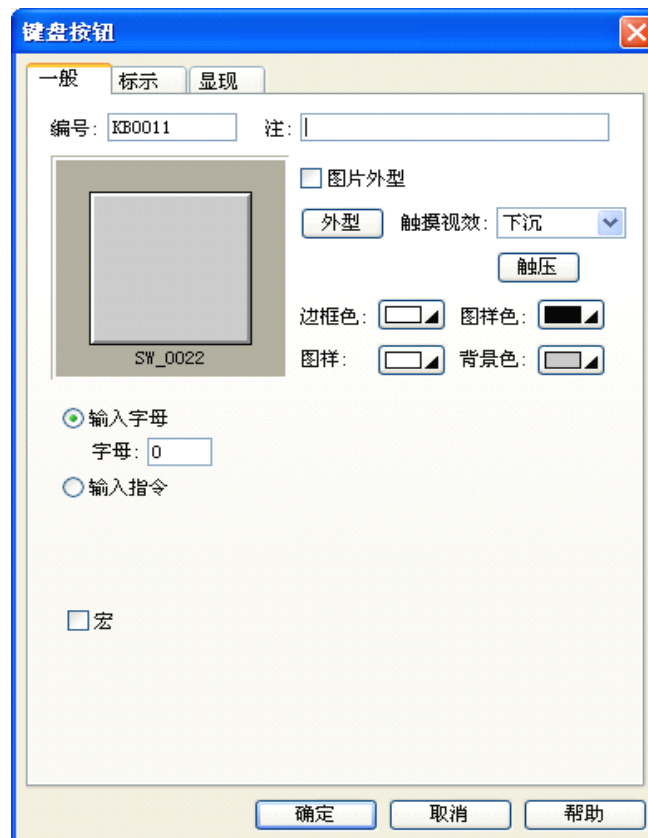 键盘按钮
一般 标示 显现
编号: KB0011 注:
图片外型
外型 触摸视效: 下沉
触压
边框色: 图样色:
SW_0022 图样: 背景色:
输入字母
字母: 0
输入指令
宏
确定 取消 帮助